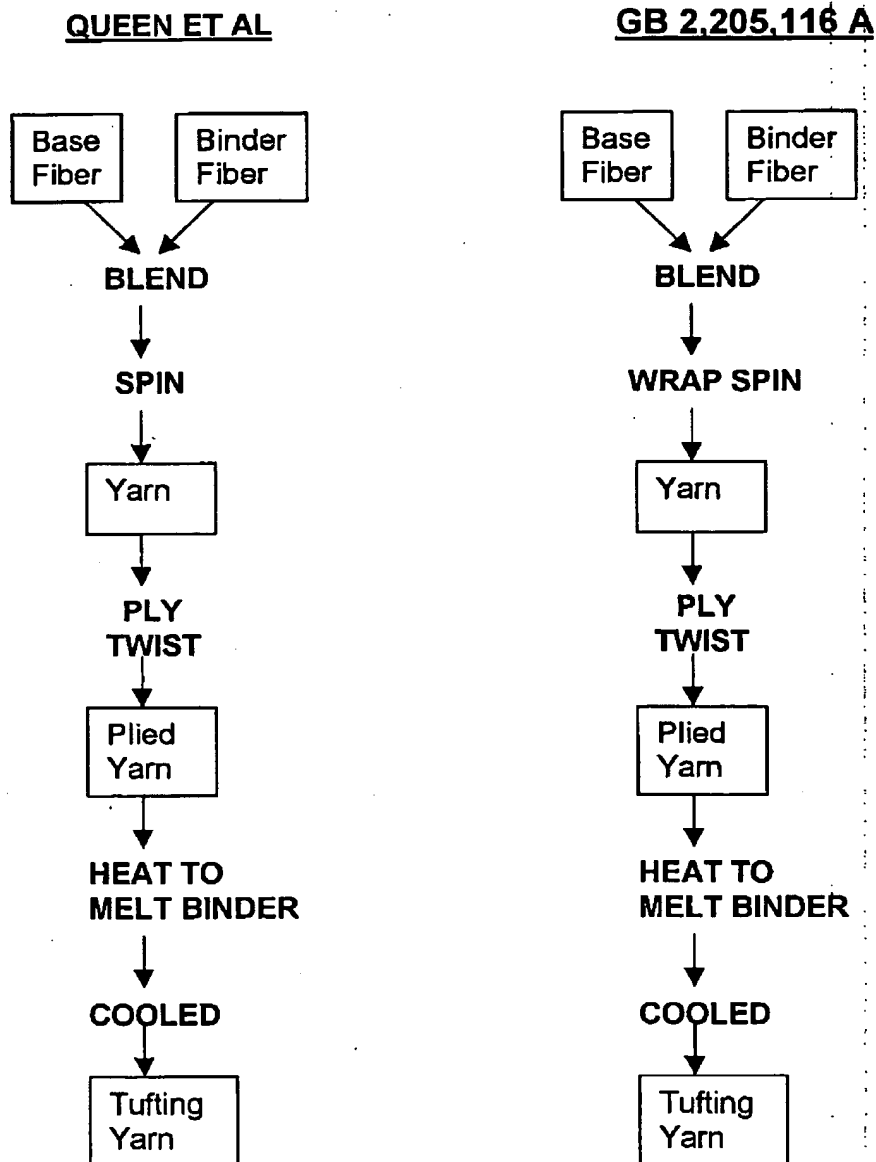 QUEEN ET AL
Base
Fiber
Binder
Fiber
BLEND
SPIN
Yarn
PLY
TWIST
Plied
Yarn
HEAT TO
MELT BINDER
COOLED
Tufting
Yarn
GB 2,205,116 A
Base
Fiber
Binder
Fiber
BLEND
WRAP SPIN
Yarn
PLY
TWIST
Plied
Yarn
HEAT TO
MELT BINDER
COOLED
Tufting
Yarn